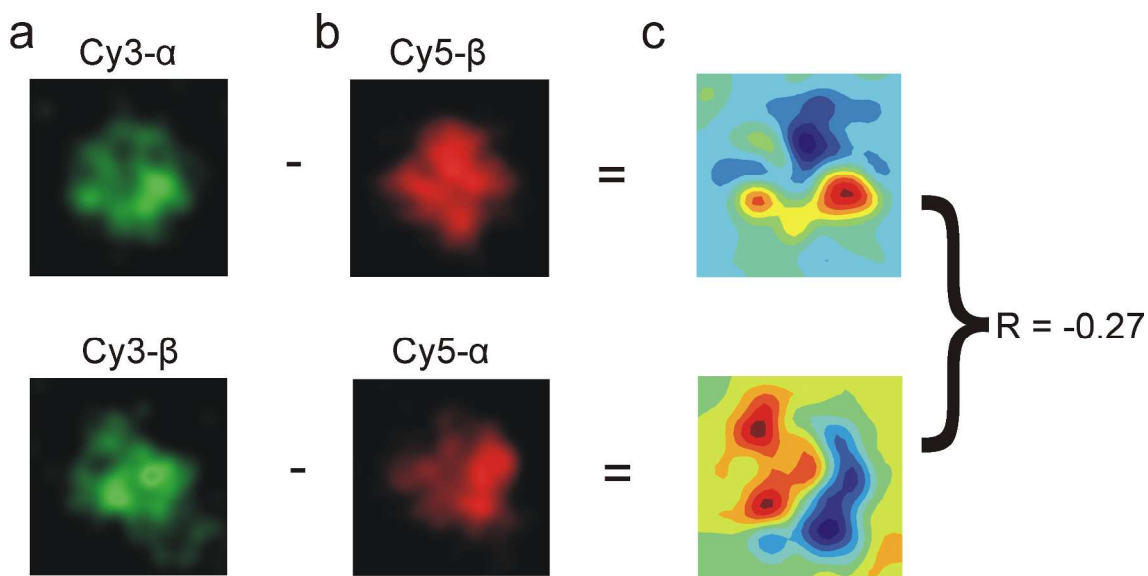 a b c
Cy3-α Cy5-β
- =
Cy3-β Cy5-α
- =
} R = -0.27